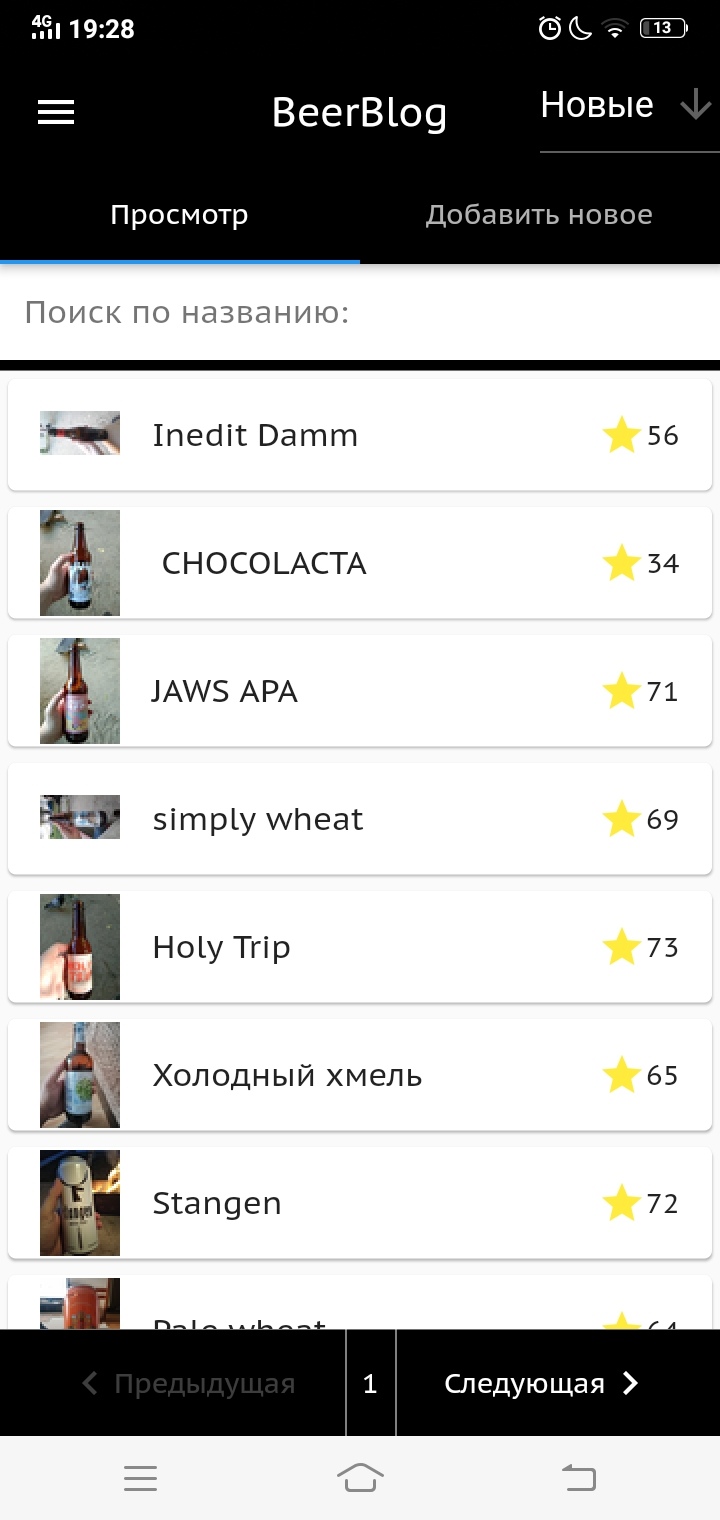 4G 19:28 13
BeerBlog Новые
Просмотр Добавить новое
Поиск по названию:
Inedit Damm 56
CHOCOLACTA 34
JAWS APA 71
simply wheat 69
Holy Trip 73
Холодный хмель 65
Stangen 72
Pale wheat 64
Предыдущая 1 Следующая